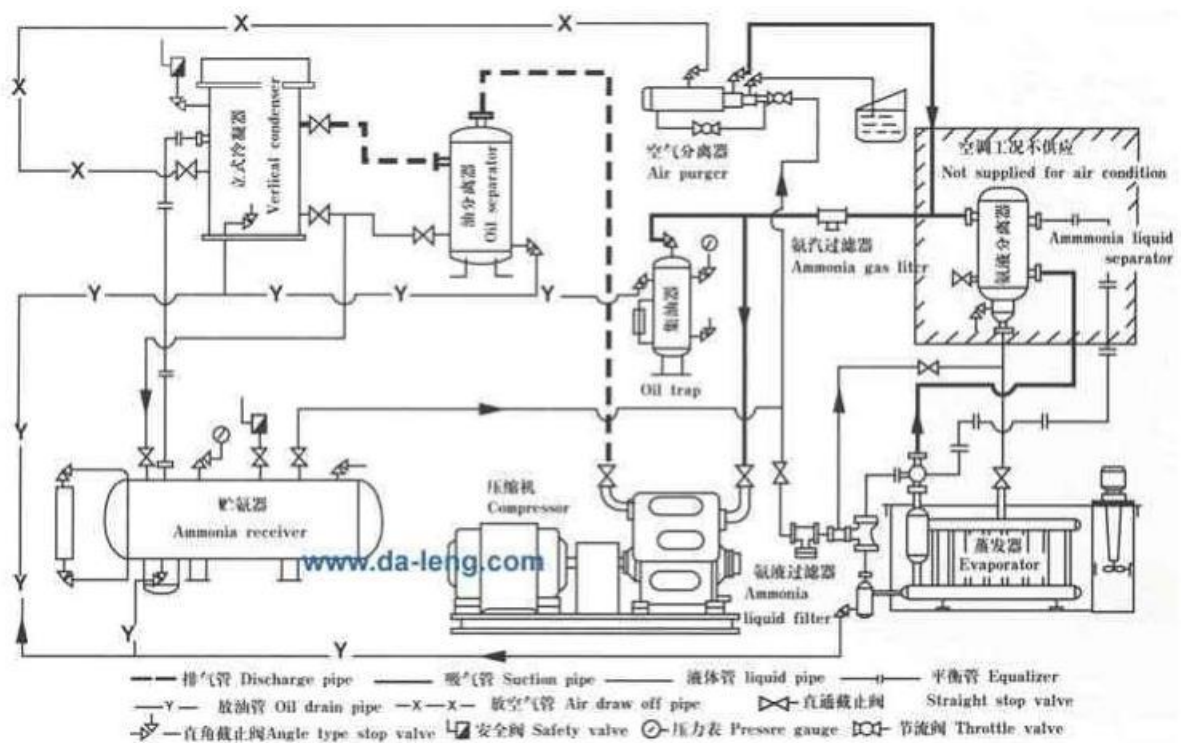 X
X
X
X
立式冷凝器
Verlical condenser
油分离器
Oil separator
空气分离器
Air purger
空调工况不供应
Not supplied for air condition
氨液分离器
Ammmonia liquid
separator
氨汽过滤器
Ammonia gas liter
Y
Y
Y
Y
集油器
Oil trap
Y
贮氨器
Ammonia receiver
www.da-leng.com
压缩机
Compressor
氨液过滤器
Ammonia
liquid filter
蒸发器
Evaporator
Y
Y
Y
排气管 Discharge pipe
吸气管 Suction pipe
液体管 liquid pipe
平衡管 Equalizer
Y 放油管 Oil drain pipe
X X 放空气管 Air draw off pipe
直通截止阀 Straight stop valve
直角截止阀Angle type stop valve
安全阀 Safety valve
压力表 Pressure gauge
节流阀 Throttle valve